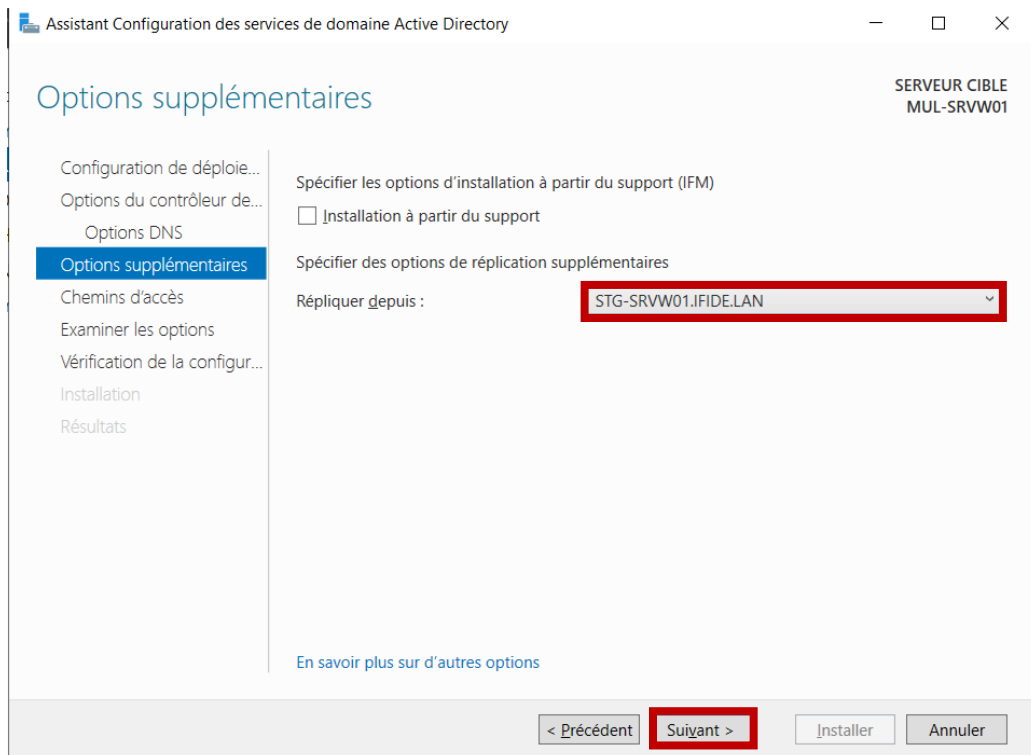 Assistant Configuration des services de domaine Active Directory
Options supplémentaires
SERVEUR CIBLE
MUL-SRVW01
Configuration de déploie...
Options du contrôleur de...
Options DNS
Options supplémentaires
Chemins d'accès
Examiner les options
Vérification de la configur...
Installation
Résultats
Spécifier les options d'installation à partir du support (IFM)
Installation à partir du support
Spécifier des options de réplication supplémentaires
Répliquer depuis :
STG-SRVW01.IFIDE.LAN
En savoir plus sur d'autres options
< Précédent
Suivant >
Installer
Annuler